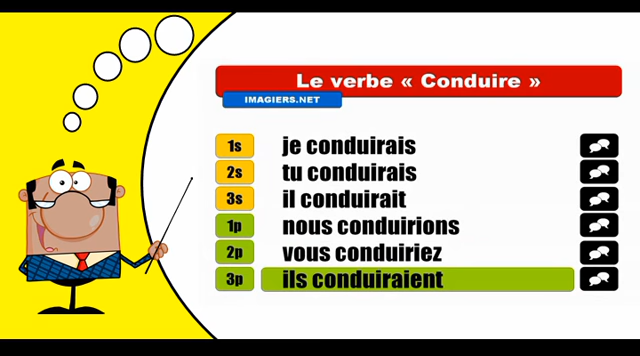 Le verbe « Conduire »
IMAGIERS.NET
1s je conduirais
2s tu conduirais
3s il conduirait
1p nous conduirions
2p vous conduiriez
3p ils conduiraient